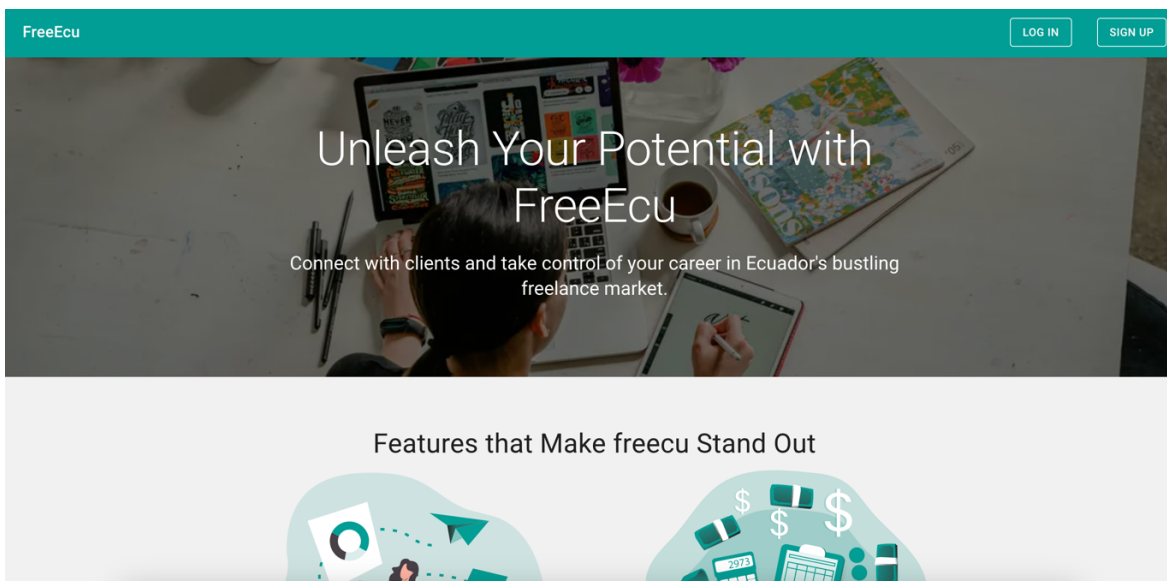 FreeEcu
LOG IN
SIGN UP
Unleash Your Potential with
FreeEcu
Connect with clients and take control of your career in Ecuador's bustling
freelance market.
Features that Make freecu Stand Out
$
$
$
2973